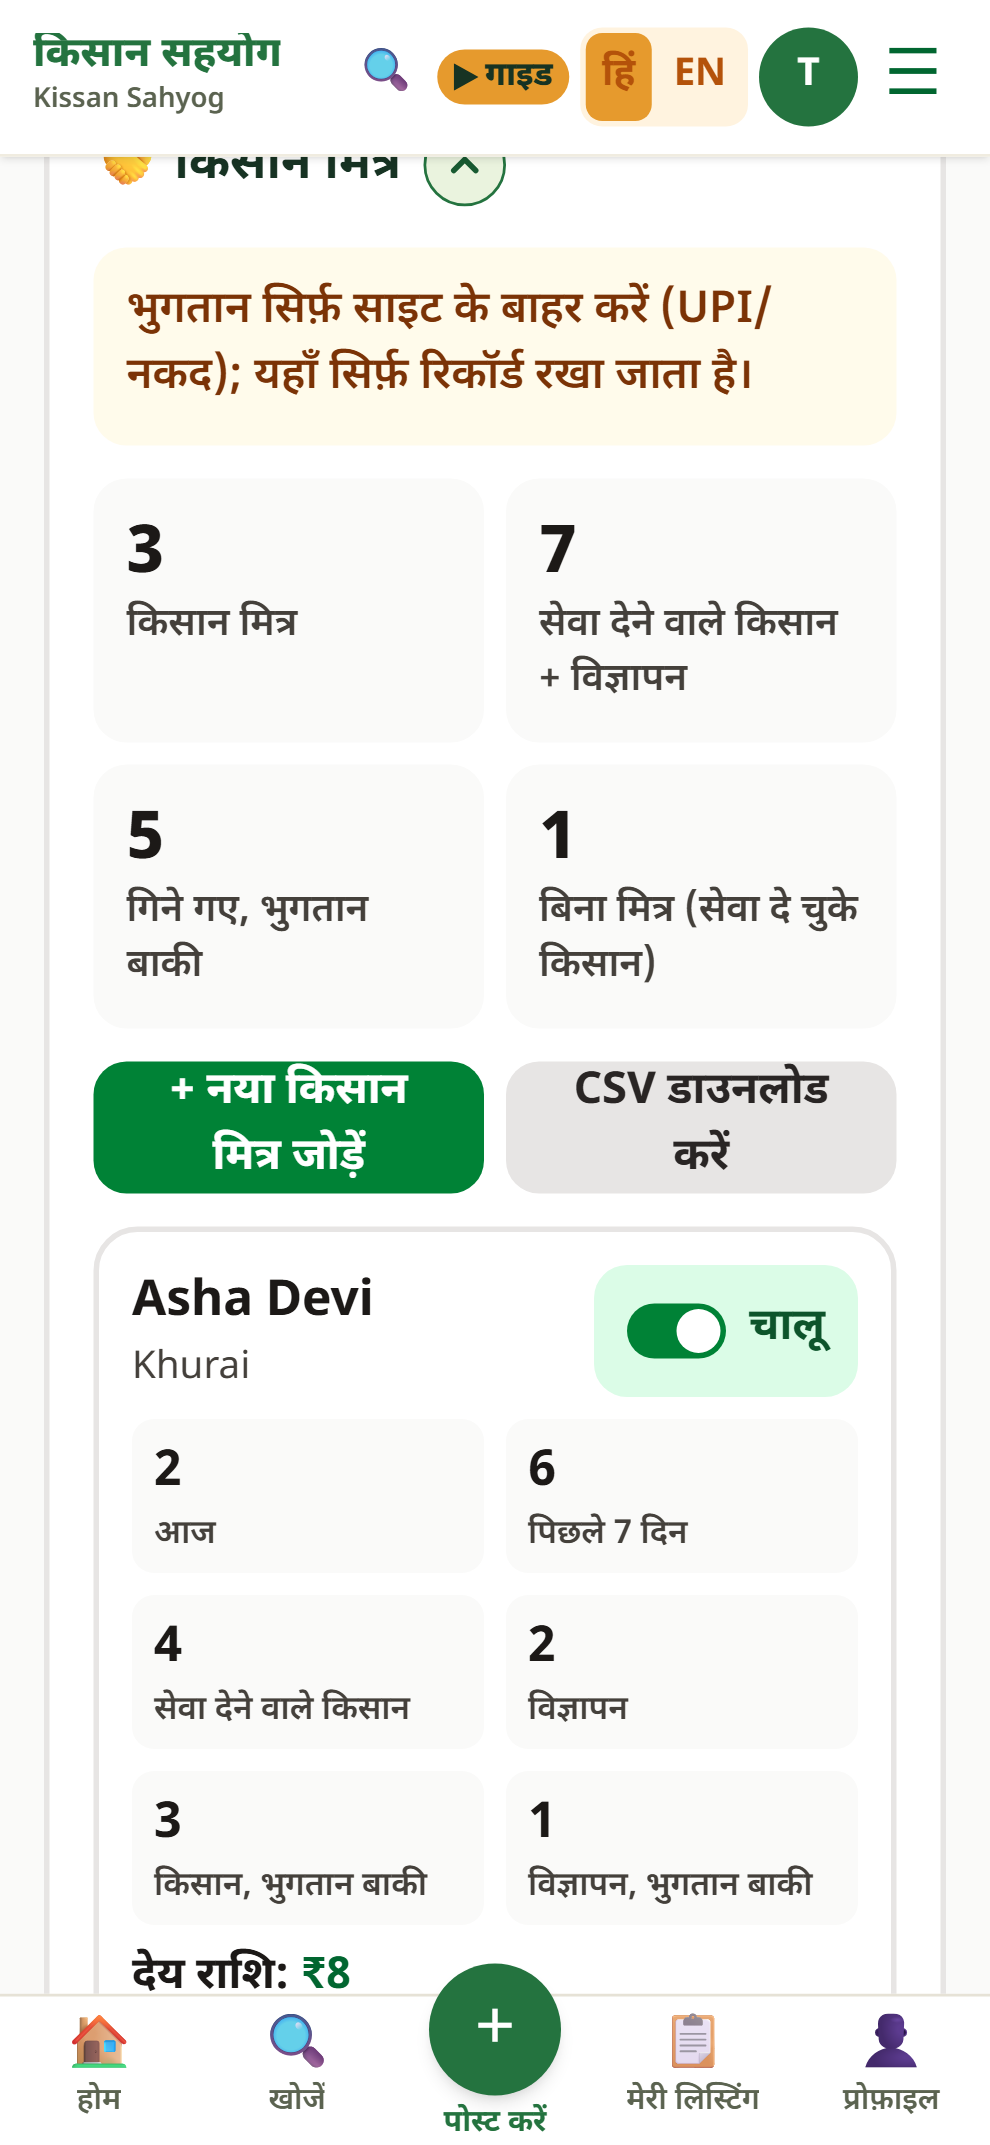 किसान सहयोग
Kissan Sahyog
▶ गाइड
हिं
EN
T
किसान मित्र
भुगतान सिर्फ़ साइट के बाहर करें (UPI/
नकद); यहाँ सिर्फ़ रिकॉर्ड रखा जाता है।
3
किसान मित्र
7
सेवा देने वाले किसान
+ विज्ञापन
5
गिने गए, भुगतान
बाकी
1
बिना मित्र (सेवा दे चुके
किसान)
+ नया किसान
मित्र जोड़ें
CSV डाउनलोड
करें
Asha Devi
Khurai
चालू
2
आज
6
पिछले 7 दिन
4
सेवा देने वाले किसान
2
विज्ञापन
3
किसान, भुगतान बाकी
1
विज्ञापन, भुगतान बाकी
देय राशि: ₹8
होम
खोजें
+
पोस्ट करें
मेरी लिस्टिंग
प्रोफ़ाइल